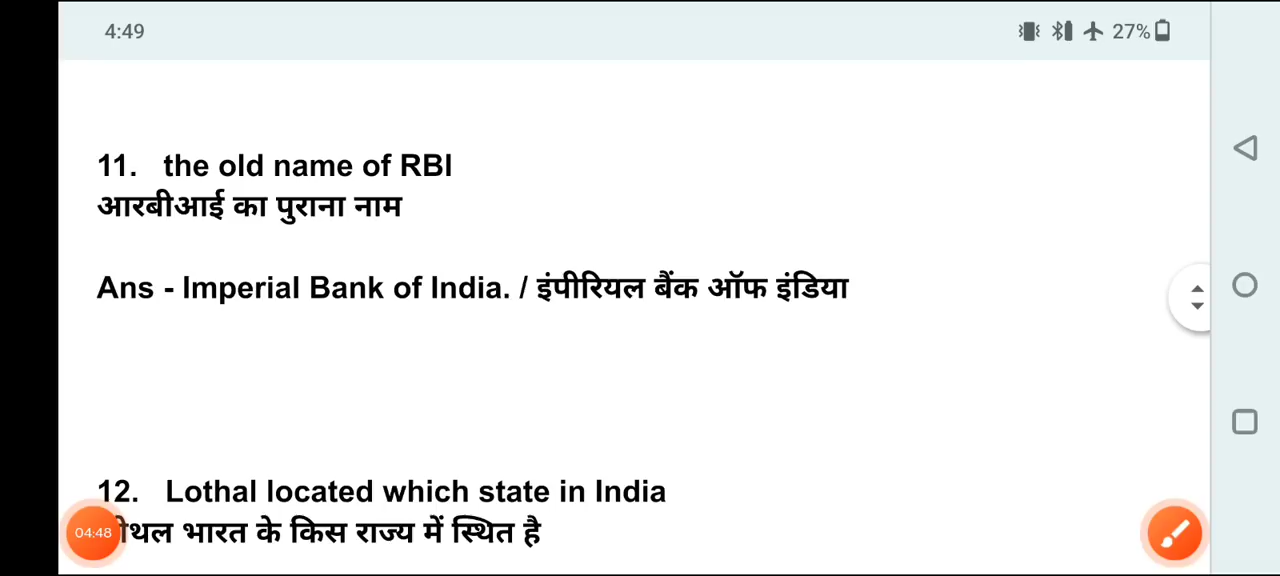 4:49
27%
11. the old name of RBI
आरबीआई का पुराना नाम
Ans - Imperial Bank of India. / इंपीरियल बैंक ऑफ इंडिया
12. Lothal located which state in India
थल भारत के किस राज्य में स्थित है
04:48